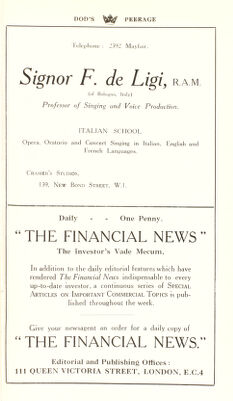 DOD'S PEERAGE
Telephone: 2392 Mayfair.
Signor F. de Ligi, R.A.M.
(of Bologna, Italy)
Professor of Singing and Voice Production.
ITALIAN SCHOOL
Opera, Oratorio and Concert Singing in Italian, English and
French Languages.
CRAMER'S STUDIOS,
139, NEW BOND STREET, W.1.
Daily - - One Penny.
"THE FINANCIAL NEWS"
The Investor's Vade Mecum.
In addition to the daily editorial features which have
rendered The Financial News indispensable to every
up-to-date investor, a continuous series of SPECIAL
ARTICLES ON IMPORTANT COMMERCIAL TOPICS is pub-
lished throughout the week.
Give your newsagent an order for a daily copy of
"THE FINANCIAL NEWS."
Editorial and Publishing Offices:
111 QUEEN VICTORIA STREET, LONDON, E.C.4